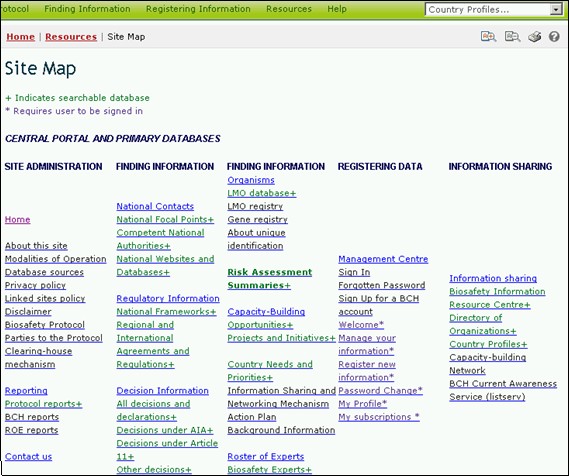 rotocol Finding Information Registering Information Resources Help Country Profiles...
Home | Resources | Site Map
Site Map
+ Indicates searchable database
* Requires user to be signed in
CENTRAL PORTAL AND PRIMARY DATABASES
SITE ADMINISTRATION
Home
About this site
Modalities of Operation
Database sources
Privacy policy
Linked sites policy
Disclaimer
Biosafety Protocol
Parties to the Protocol
Clearing-house
mechanism
Reporting
Protocol reports+
BCH reports
ROE reports
Contact us
FINDING INFORMATION
National Contacts
National Focal Points+
Competent National
Authorities+
National Websites and
Databases+
Regulatory Information
National Frameworks+
Regional and
International
Agreements and
Regulations+
Decision Information
All decisions and
declarations+
Decisions under AIA+
Decisions under Article
11+
Other decisions+
FINDING INFORMATION
Organisms
LMO database+
LMO registry
Gene registry
About unique
identification
Risk Assessment
Summaries+
Capacity-Building
Opportunities+
Projects and Initiatives+
Country Needs and
Priorities+
Information Sharing and
Networking Mechanism
Action Plan
Background Information
Roster of Experts
Biosafety Experts+
REGISTERING DATA
Management Centre
Sign In
Forgotten Password
Sign Up for a BCH
account
Welcome*
Manage your
information*
Register new
information*
Password Change*
My Profile*
My subscriptions *
INFORMATION SHARING
Information sharing
Biosafety Information
Resource Centre+
Directory of
Organizations+
Country Profiles+
Capacity-building
Network
BCH Current Awareness
Service (listserv)